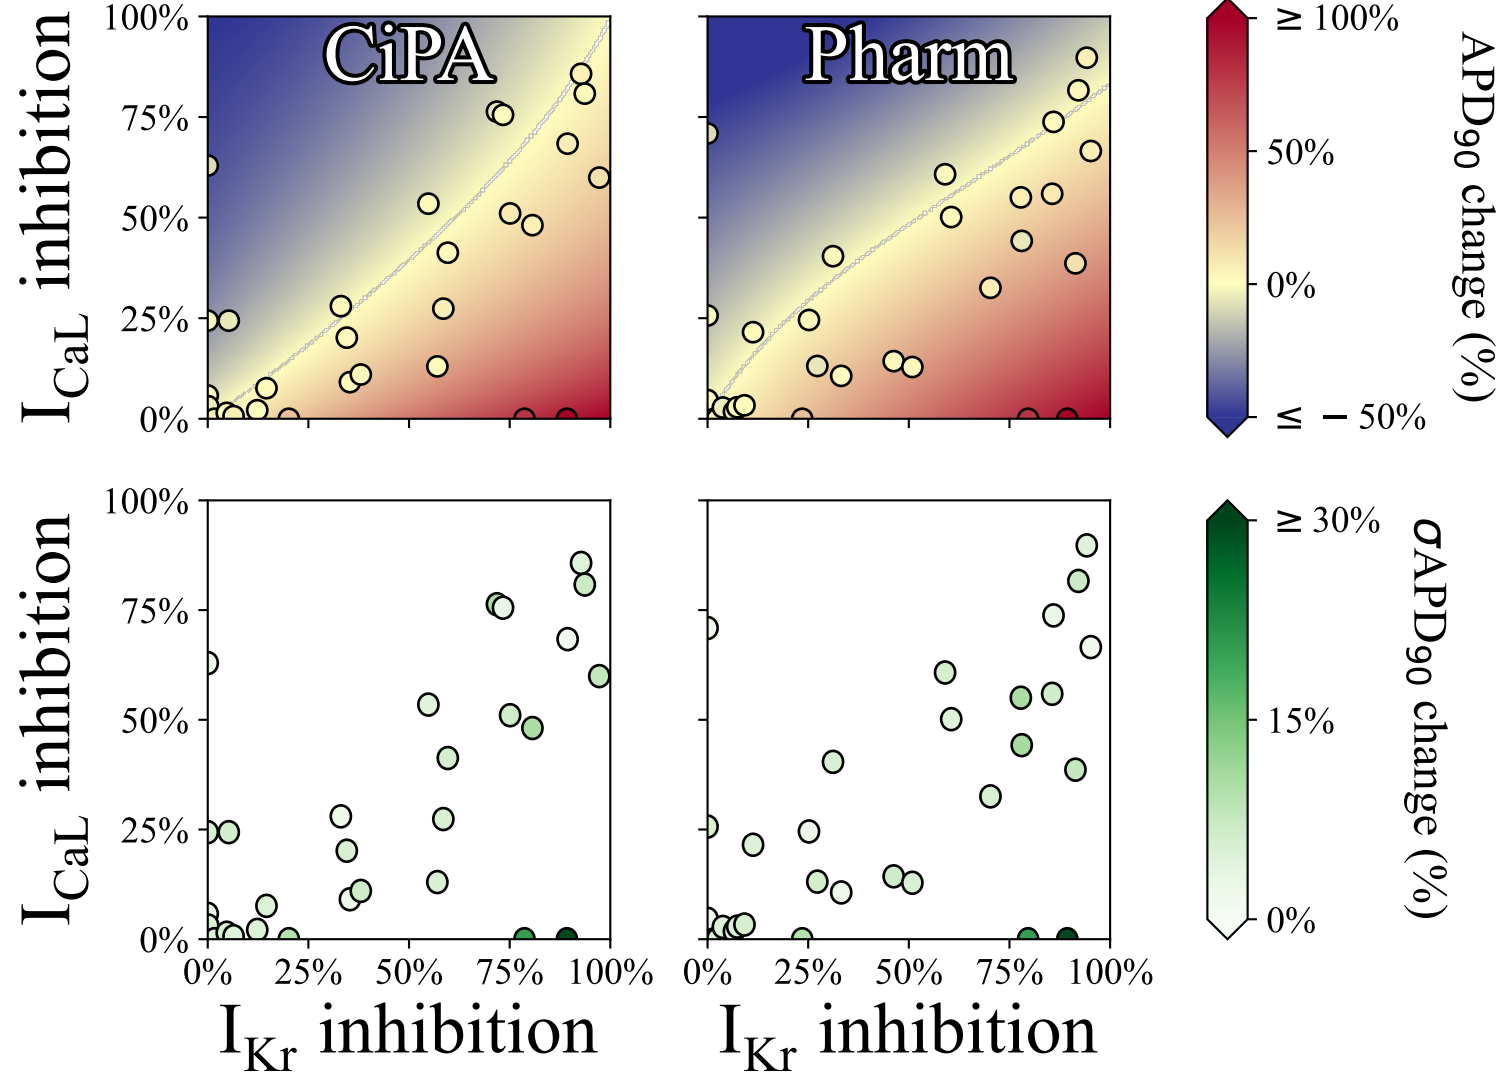 CiPA
Pharm
I_CaL inhibition
100%
75%
50%
25%
0%
≥ 100%
50%
0%
≤ − 50%
APD90 change (%)
I_CaL inhibition
100%
75%
50%
25%
0%
0% 25% 50% 75% 100%
I_Kr inhibition
0% 25% 50% 75% 100%
I_Kr inhibition
≥ 30%
15%
0%
σAPD90 change (%)